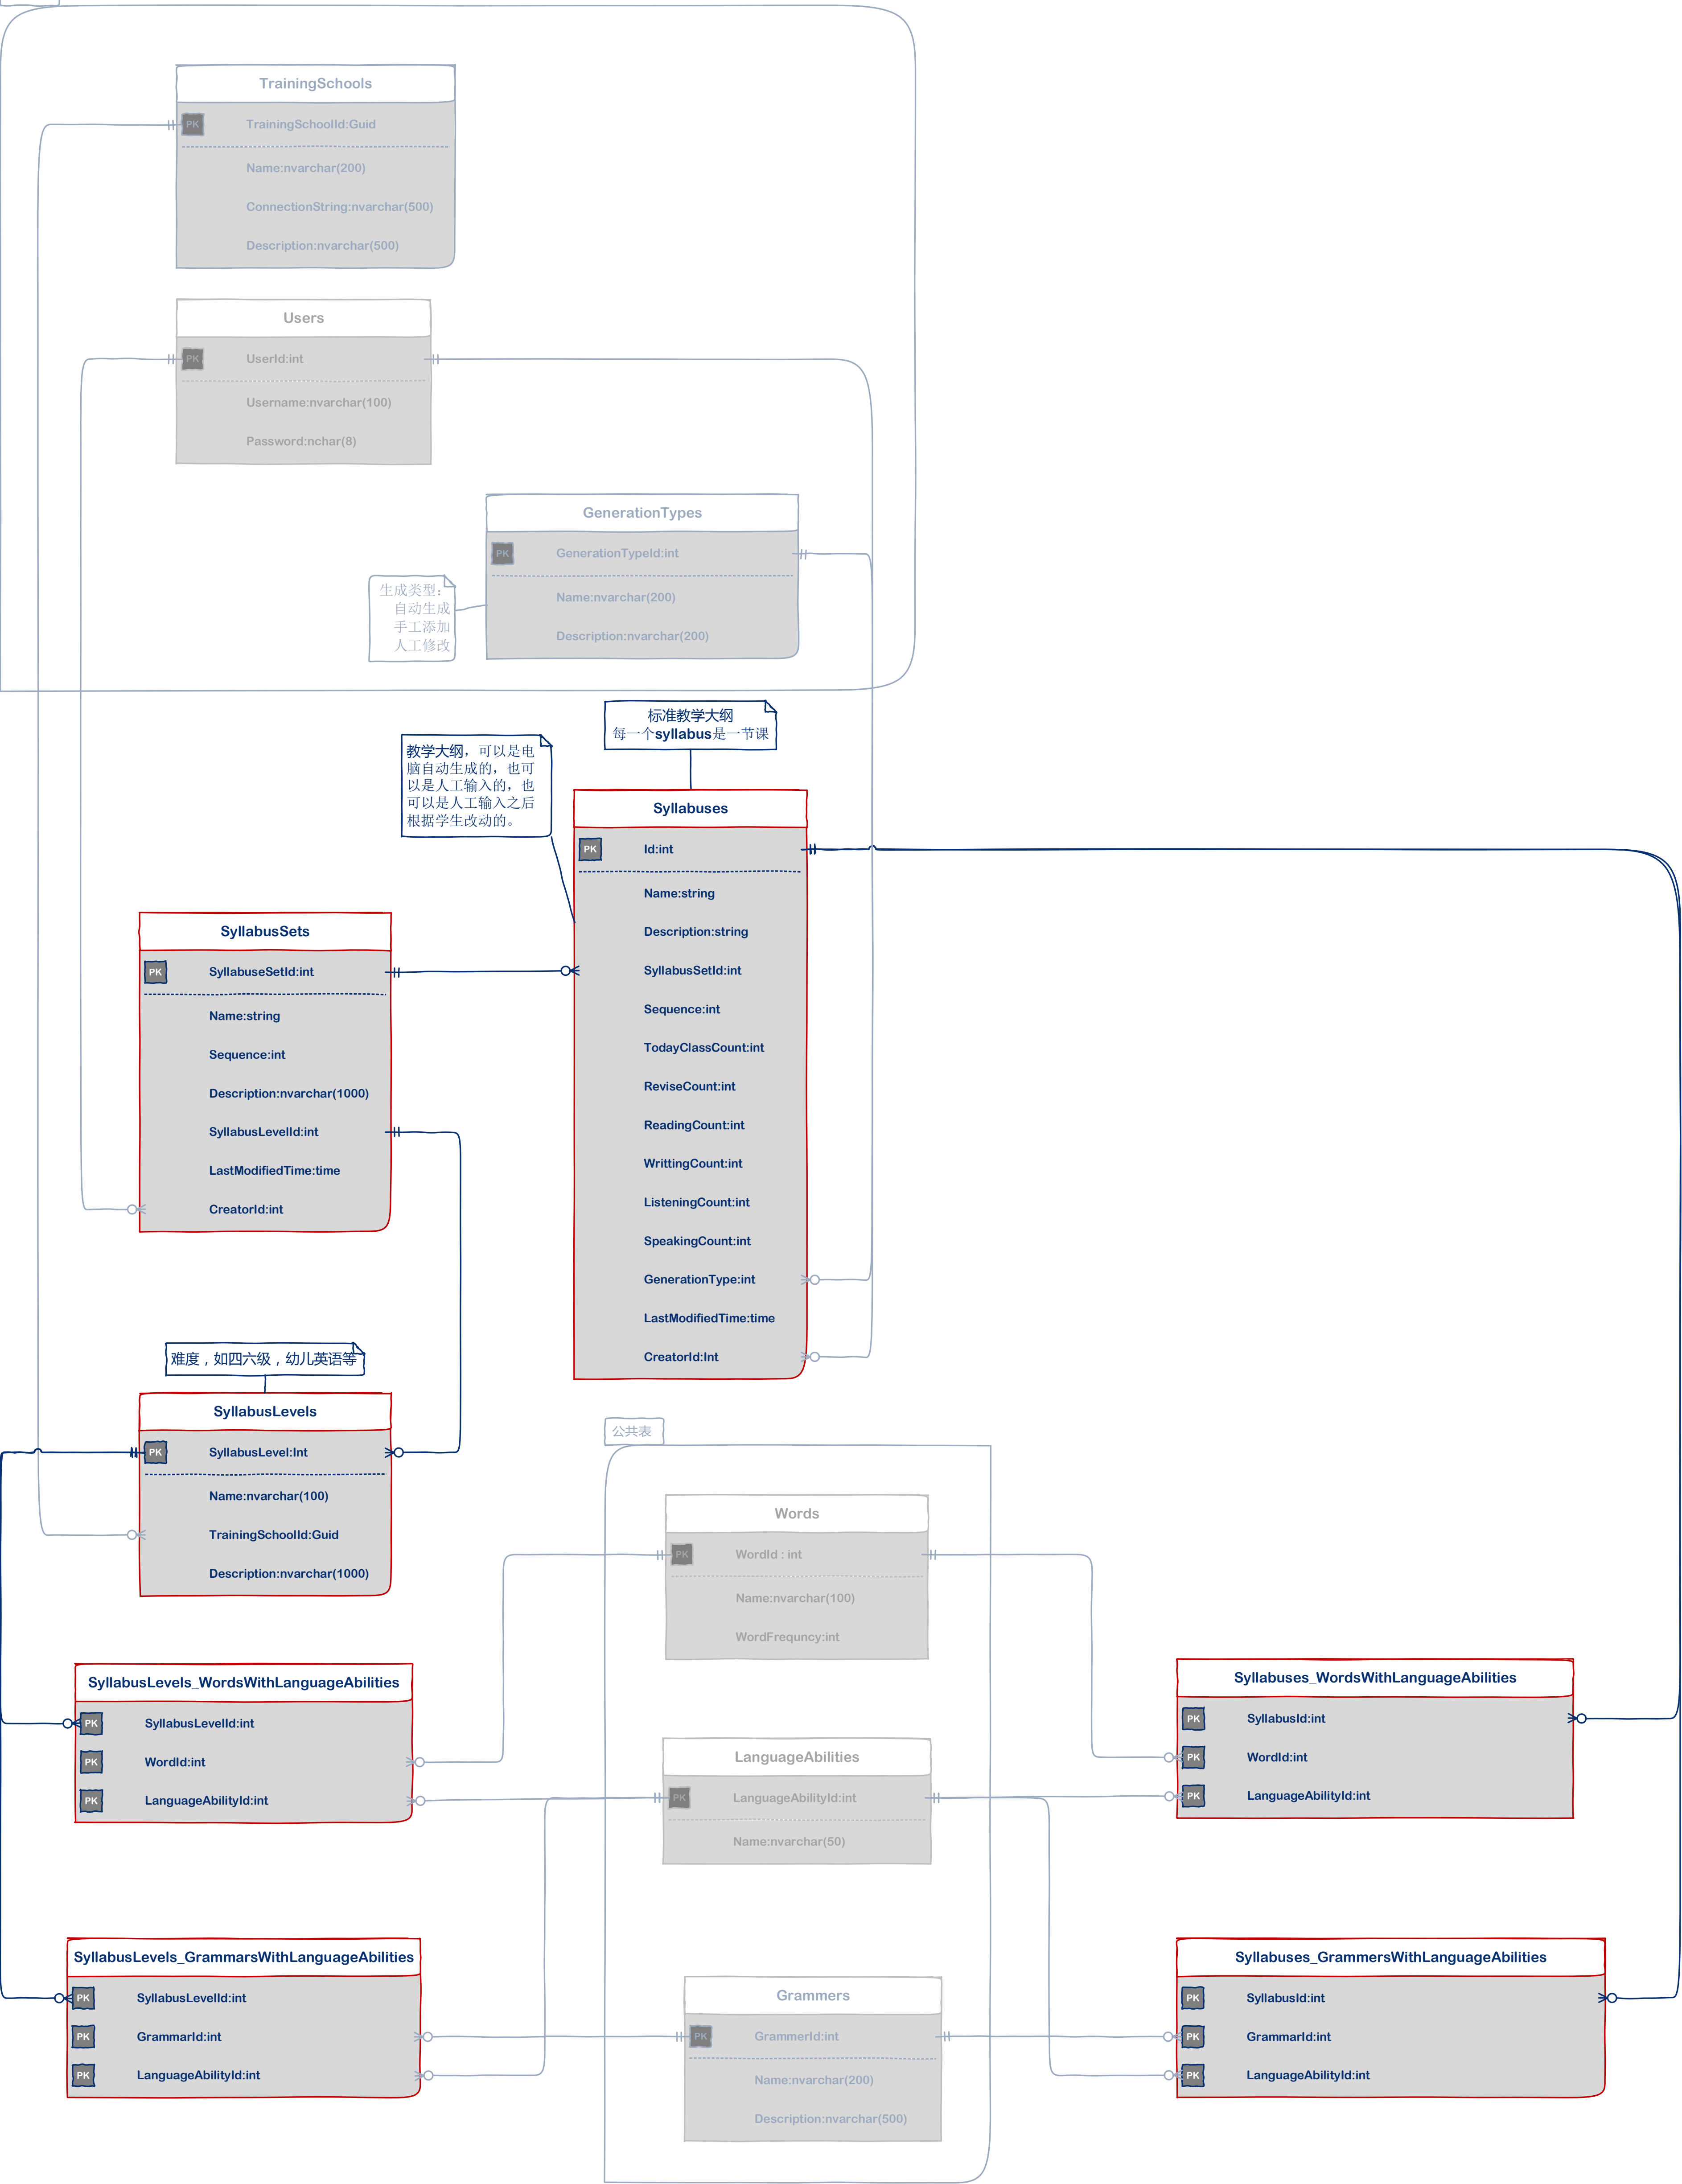 TrainingSchools
PK TrainingSchoolId:Guid
Name:nvarchar(200)
ConnectionString:nvarchar(500)
Description:nvarchar(500)
Users
PK UserId:int
Username:nvarchar(100)
Password:nchar(8)
GenerationTypes
PK GenerationTypeId:int
Name:nvarchar(200)
Description:nvarchar(200)
生成类型:
自动生成
手工添加
人工修改
标准教学大纲
每一个syllabus是一节课
教学大纲，可以是电
脑自动生成的，也可
以是人工输入的，也
可以是人工输入之后
根据学生改动的。
Syllabuses
PK Id:int
Name:string
Description:string
SyllabusSetId:int
Sequence:int
TodayClassCount:int
ReviseCount:int
ReadingCount:int
WrittingCount:int
ListeningCount:int
SpeakingCount:int
GenerationType:int
LastModifiedTime:time
CreatorId:Int
SyllabusSets
PK SyllabuseSetId:int
Name:string
Sequence:int
Description:nvarchar(1000)
SyllabusLevelId:int
LastModifiedTime:time
CreatorId:int
难度，如四六级，幼儿英语等
SyllabusLevels
PK SyllabusLevel:Int
Name:nvarchar(100)
TrainingSchoolId:Guid
Description:nvarchar(1000)
公共表
Words
PK WordId : int
Name:nvarchar(100)
WordFrequncy:int
SyllabusLevels_WordsWithLanguageAbilities
PK SyllabusLevelId:int
PK WordId:int
PK LanguageAbilityId:int
LanguageAbilities
PK LanguageAbilityId:int
Name:nvarchar(50)
Syllabuses_WordsWithLanguageAbilities
PK SyllabusId:int
PK WordId:int
PK LanguageAbilityId:int
SyllabusLevels_GrammarsWithLanguageAbilities
PK SyllabusLevelId:int
PK GrammarId:int
PK LanguageAbilityId:int
Grammers
PK GrammerId:int
Name:nvarchar(200)
Description:nvarchar(500)
Syllabuses_GrammersWithLanguageAbilities
PK SyllabusId:int
PK GrammarId:int
PK LanguageAbilityId:int